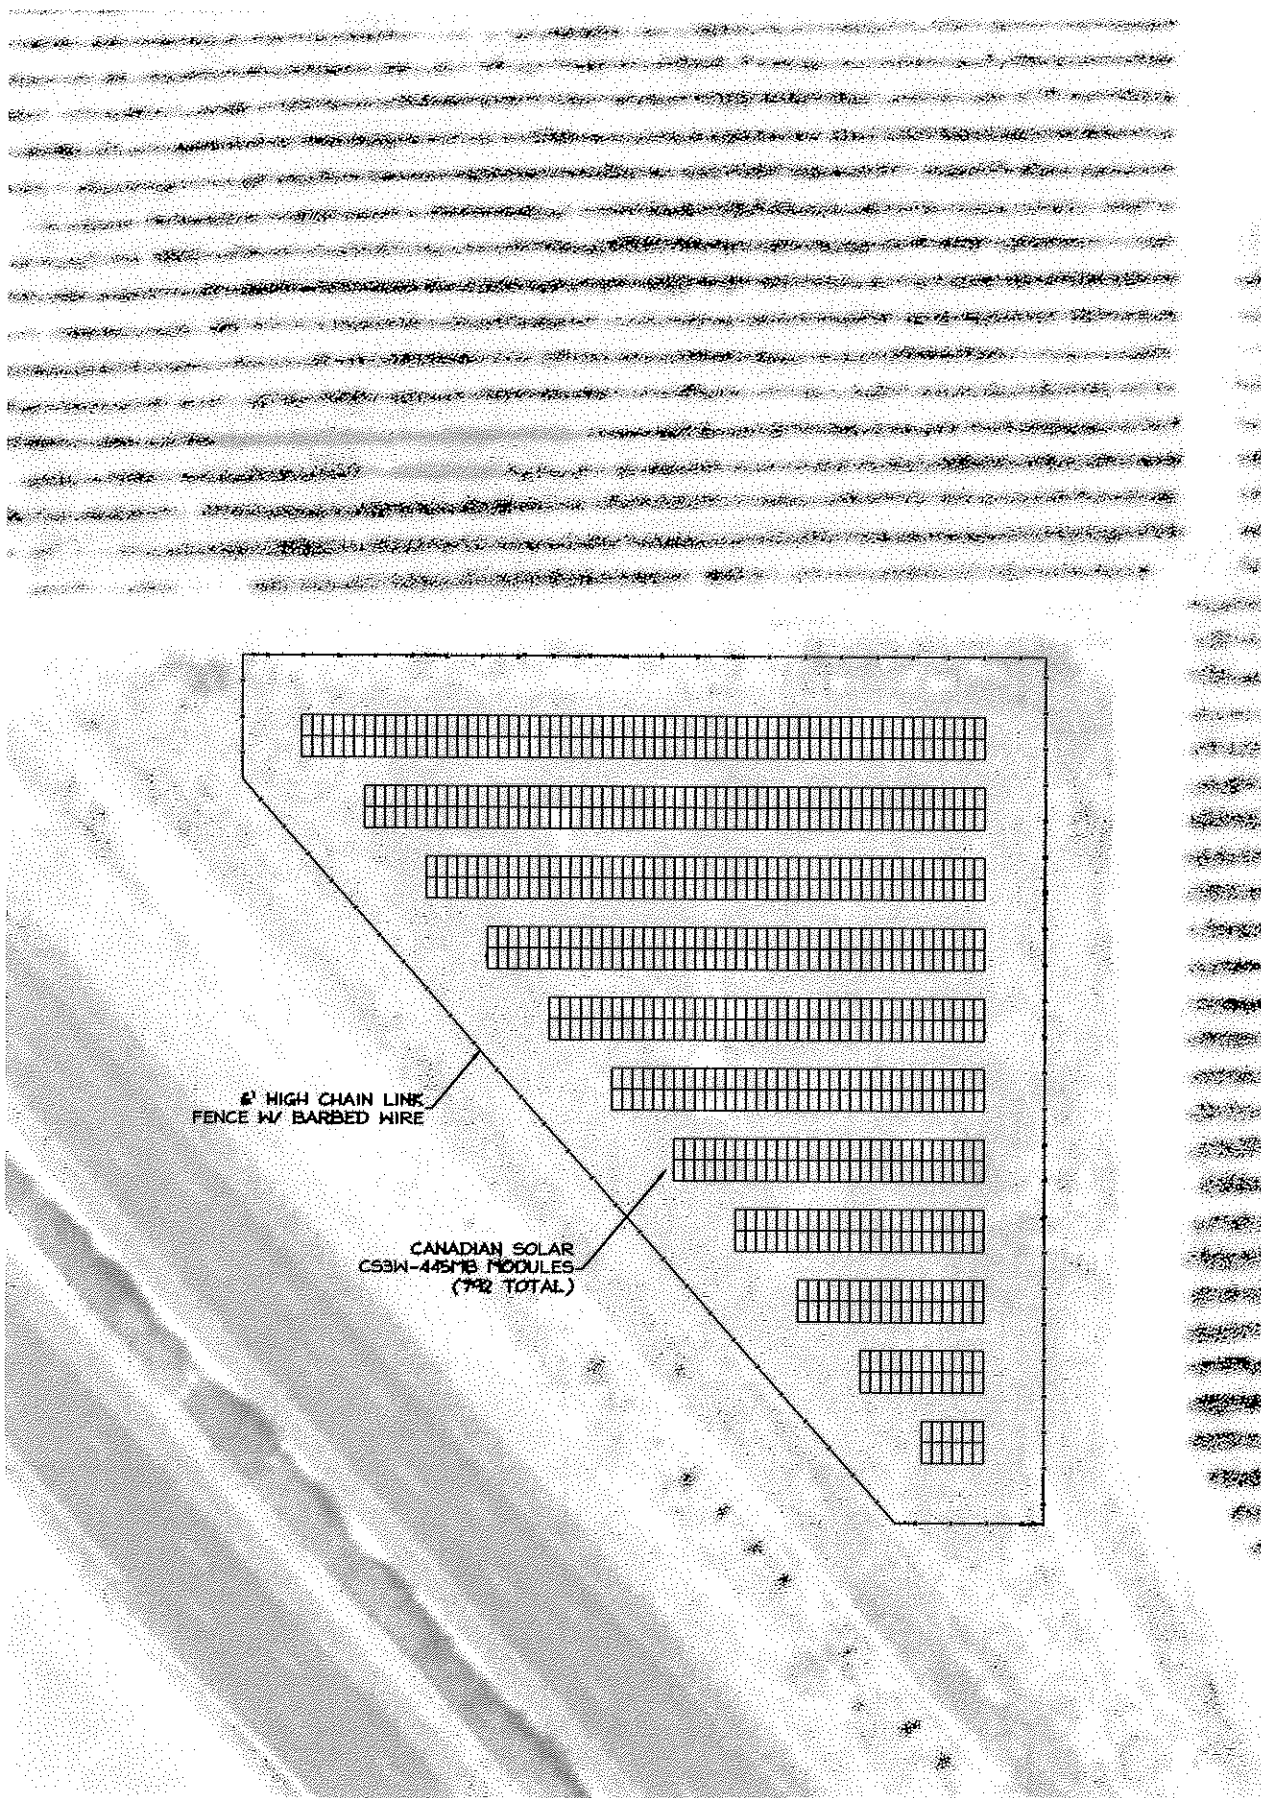 6' HIGH CHAIN LINK
FENCE W/ BARBED WIRE
CANADIAN SOLAR
CS3W-445MB MODULES
(792 TOTAL)